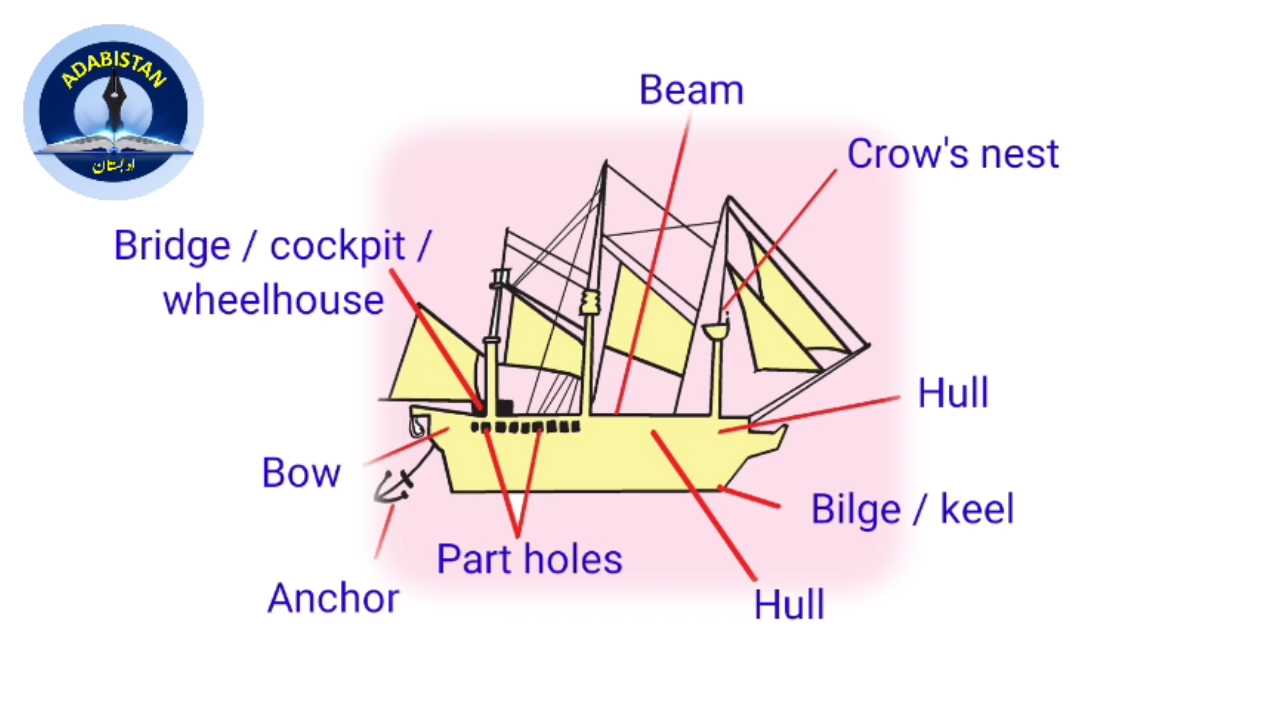 ADABISTAN
ادبستان
Beam
Crow's nest
Bridge / cockpit /
wheelhouse
Hull
Bow
Bilge / keel
Part holes
Anchor
Hull